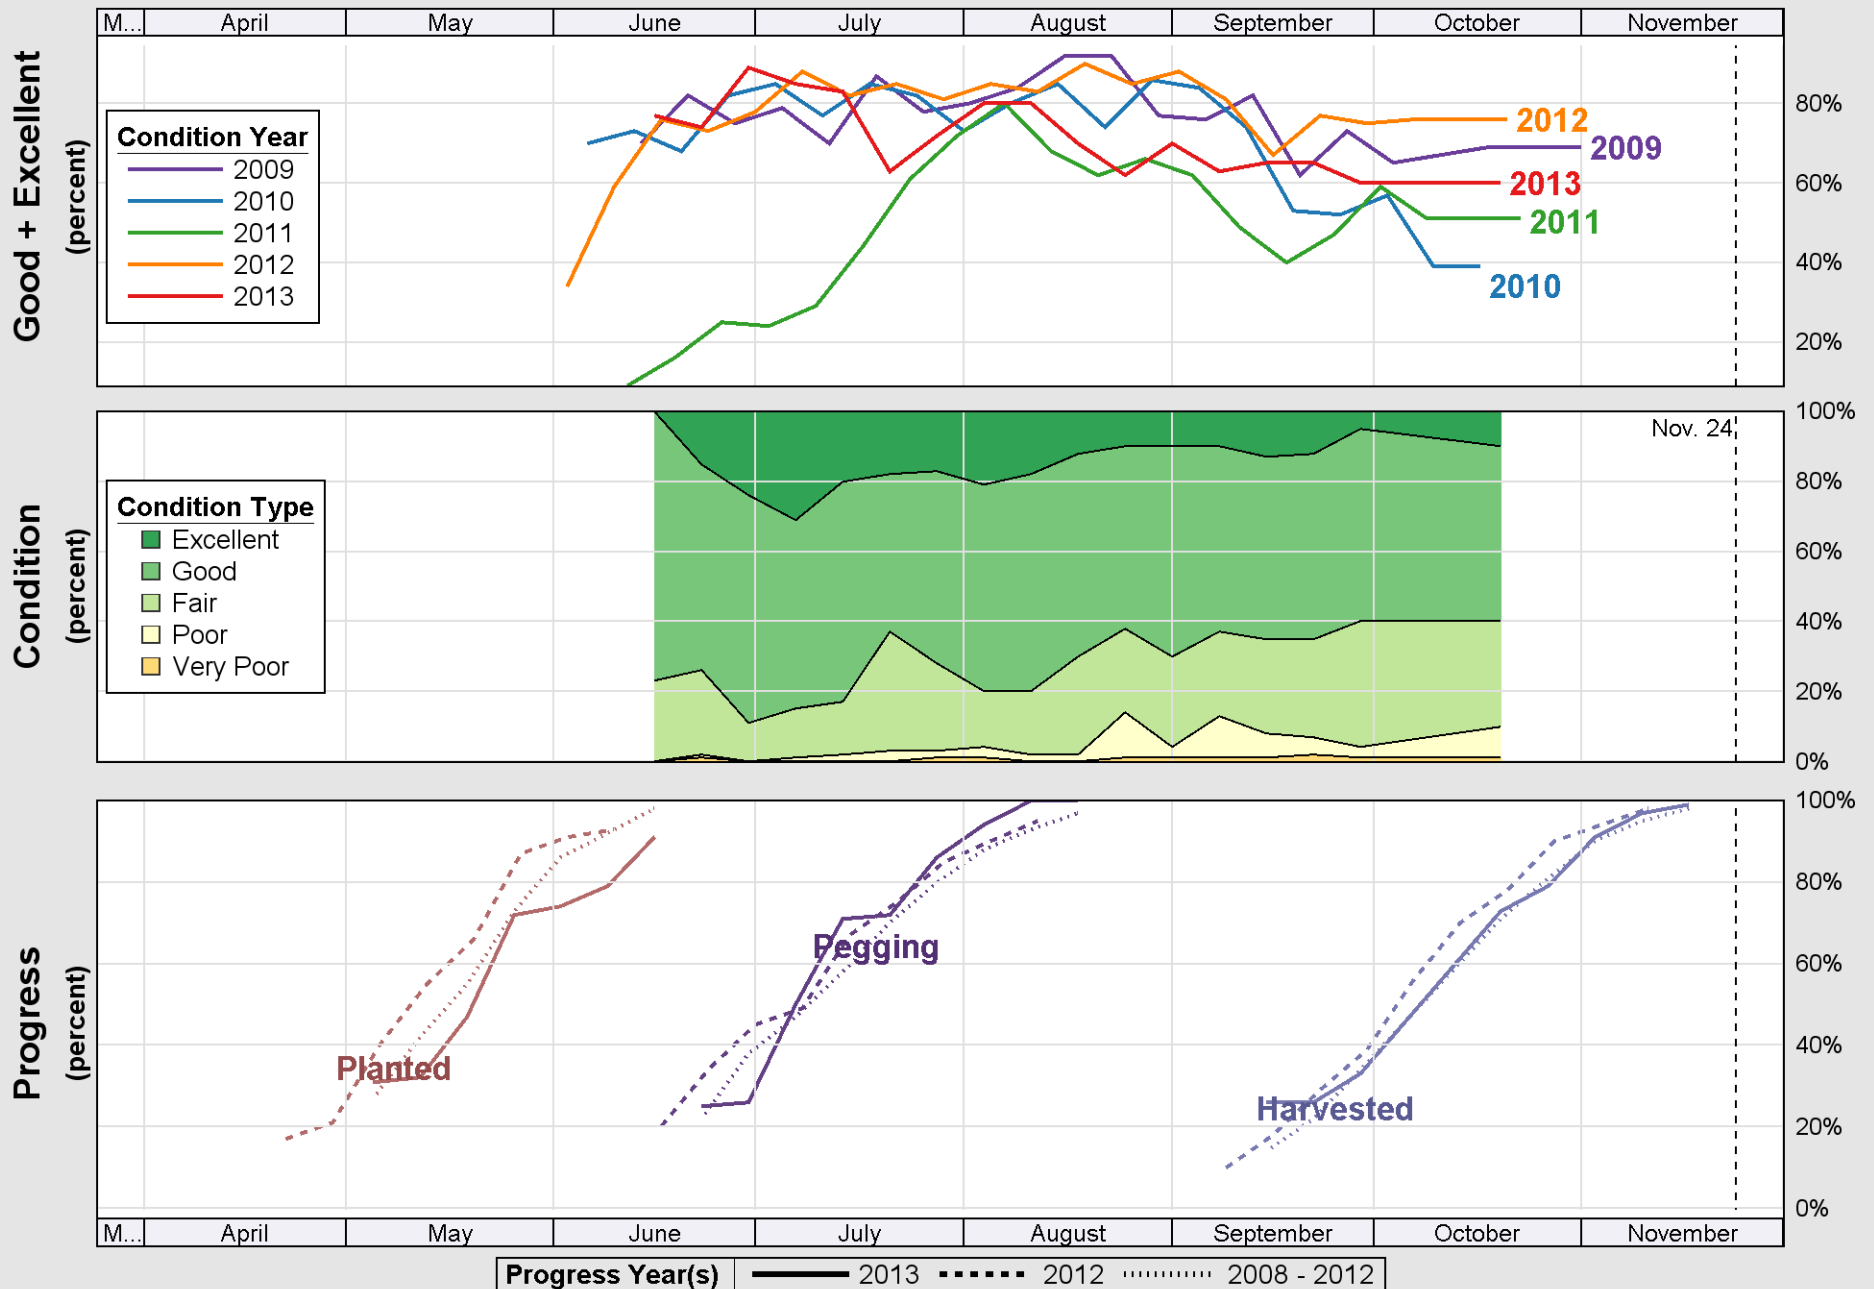 M... April May June July August September October November
Good + Excellent
(percent)
80%
60%
40%
20%
Condition Year
2009
2010
2011
2012
2013
2012
2009
2013
2011
2010
Condition
(percent)
100%
80%
60%
40%
20%
0%
Nov. 24
Condition Type
Excellent
Good
Fair
Poor
Very Poor
Progress
(percent)
100%
80%
60%
40%
20%
0%
Planted
Pegging
Harvested
M... April May June July August September October November
Progress Year(s) 2013 2012 2008 - 2012